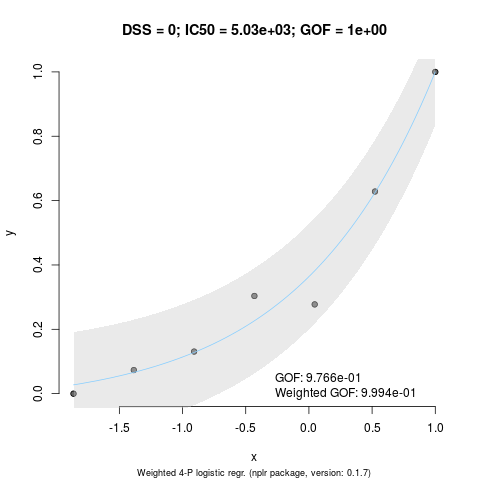 DSS = 0; IC50 = 5.03e+03; GOF = 1e+00
1.0
0.8
0.6
0.4
0.2
0.0
y
GOF: 9.766e-01
Weighted GOF: 9.994e-01
-1.5 -1.0 -0.5 0.0 0.5 1.0
x
Weighted 4-P logistic regr. (nplr package, version: 0.1.7)